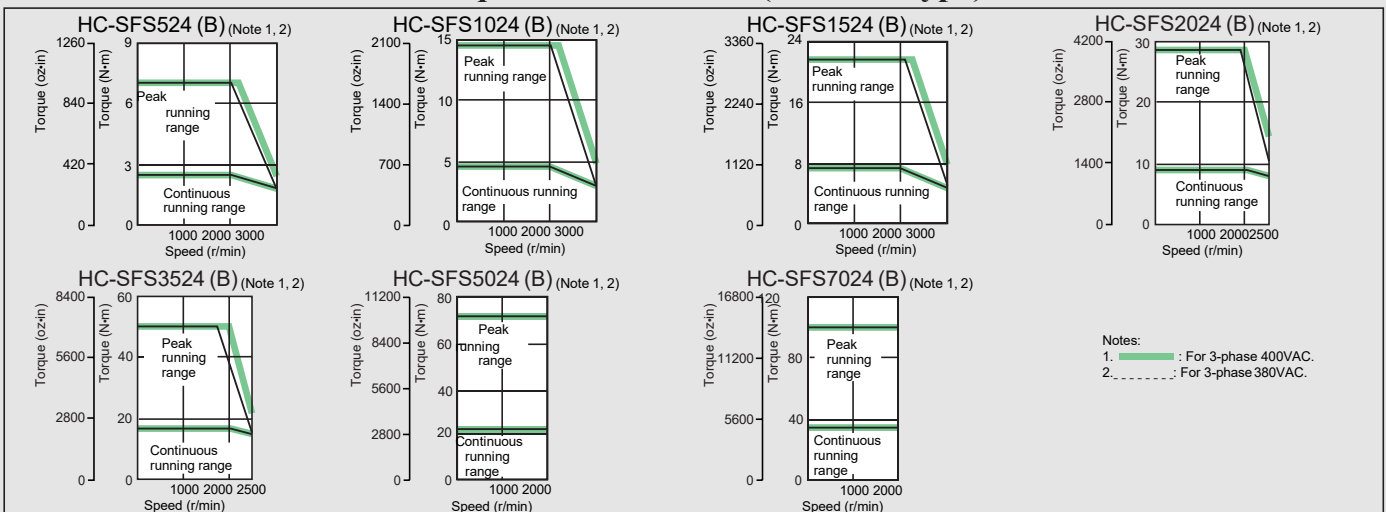 HC-SFS524 (B) (Note 1, 2)
Torque (oz•in)
1260
840
420
0
Torque (N•m)
9
6
3
0
Peak
running
range
Continuous
running range
1000 2000 3000
Speed (r/min)
HC-SFS1024 (B) (Note 1, 2)
Torque (oz•in)
2100
1400
700
0
Torque (N•m)
15
10
5
0
Peak
running range
Continuous running
range
1000 2000 3000
Speed (r/min)
HC-SFS1524 (B) (Note 1, 2)
Torque (oz•in)
3360
2240
1120
0
Torque (N•m)
24
16
8
0
Peak
running range
Continuous running
range
1000 2000 3000
Speed (r/min)
HC-SFS2024 (B) (Note 1, 2)
Torque (oz•in)
4200
2800
1400
0
Torque (N•m)
30
20
10
0
Peak
running
range
Continuous
running range
1000 20002500
Speed (r/min)
HC-SFS3524 (B) (Note 1, 2)
Torque (oz•in)
8400
5600
2800
0
Torque (N•m)
60
40
20
0
Peak
running
range
Continuous
running range
1000 2000 2500
Speed (r/min)
HC-SFS5024 (B) (Note 1, 2)
Torque (oz•in)
11200
8400
5600
2800
0
Torque (N•m)
80
60
40
20
0
Peak
running
range
Continuous
running
range
1000 2000
Speed (r/min)
HC-SFS7024 (B) (Note 1, 2)
Torque (oz•in)
16800
11200
5600
0
Torque (N•m)
120
80
40
0
Peak
running
range
Continuous
running
range
1000 2000
Speed (r/min)
Notes:
1. : For 3-phase 400VAC.
2. : For 3-phase 380VAC.